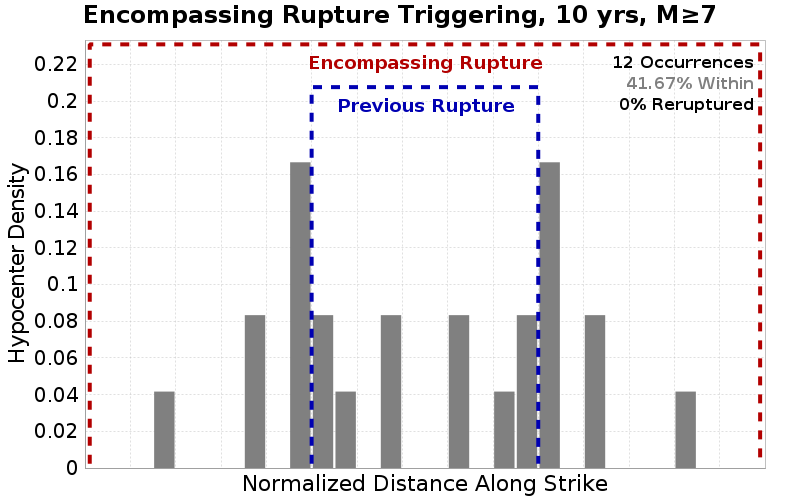 Encompassing Rupture Triggering, 10 yrs, M≥7
Encompassing Rupture
12 Occurrences
41.67% Within
0% Reruptured
Previous Rupture
Hypocenter Density
0.22
0.2
0.18
0.16
0.14
0.12
0.1
0.08
0.06
0.04
0.02
0
Normalized Distance Along Strike